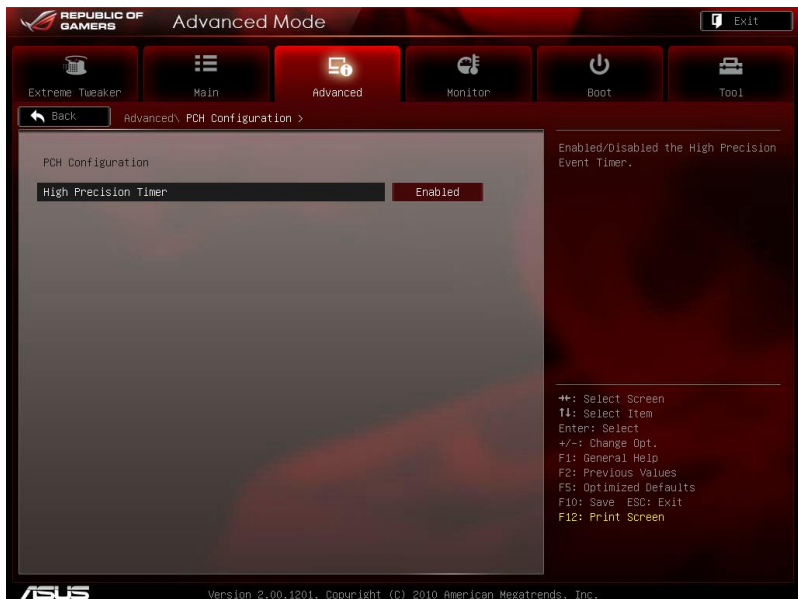 REPUBLIC OF
GAMERS
Advanced Mode
Exit
Extreme Tweaker
Main
Advanced
Monitor
Boot
Tool
Back
Advanced\ PCH Configuration >
PCH Configuration
High Precision Timer
Enabled
Enabled/Disabled the High Precision
Event Timer.
→←: Select Screen
↑↓: Select Item
Enter: Select
+/-: Change Opt.
F1: General Help
F2: Previous Values
F5: Optimized Defaults
F10: Save ESC: Exit
F12: Print Screen
ASUS
Version 2.00.1201. Copyright (C) 2010 American Megatrends, Inc.